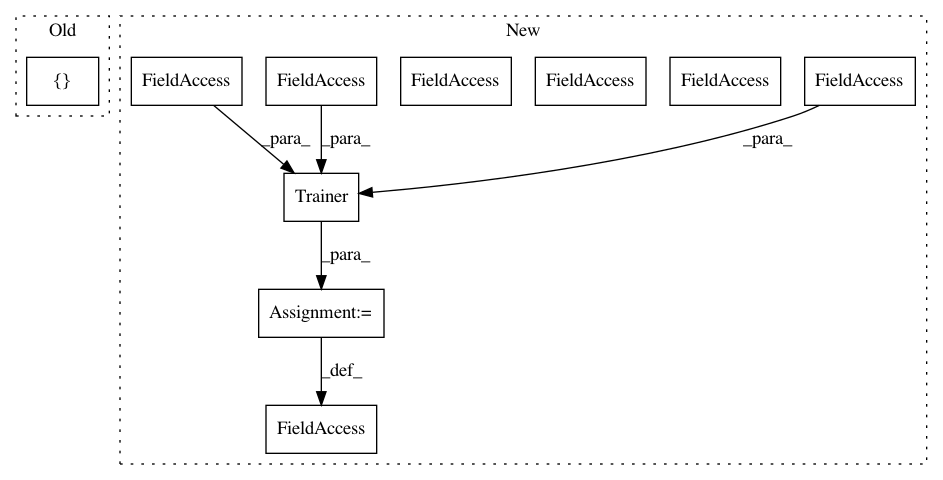 Old
New
{}
FieldAccess
FieldAccess
FieldAccess
FieldAccess
FieldAccess
FieldAccess
_para_
_para_
_para_
Trainer
_para_
Assignment:=
_def_
FieldAccess